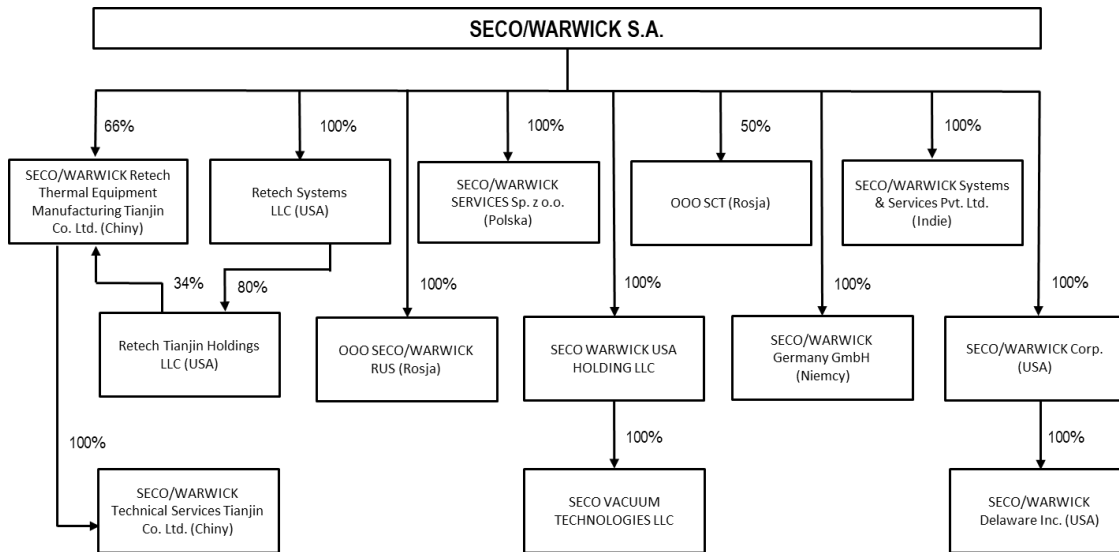 SECO/WARWICK S.A.
66%
100%
100%
50%
100%
SECO/WARWICK Retech
Thermal Equipment
Manufacturing Tianjin
Co. Ltd. (Chiny)
Retech Systems
LLC (USA)
SECO/WARWICK
SERVICES Sp. z o.o.
(Polska)
OOO SCT (Rosja)
SECO/WARWICK Systems
& Services Pvt. Ltd.
(Indie)
34%
80%
100%
100%
100%
100%
Retech Tianjin Holdings
LLC (USA)
OOO SECO/WARWICK
RUS (Rosja)
SECO WARWICK USA
HOLDING LLC
SECO/WARWICK
Germany GmbH
(Niemcy)
SECO/WARWICK Corp.
(USA)
100%
100%
100%
SECO/WARWICK
Technical Services Tianjin
Co. Ltd. (Chiny)
SECO VACUUM
TECHNOLOGIES LLC
SECO/WARWICK
Delaware Inc. (USA)